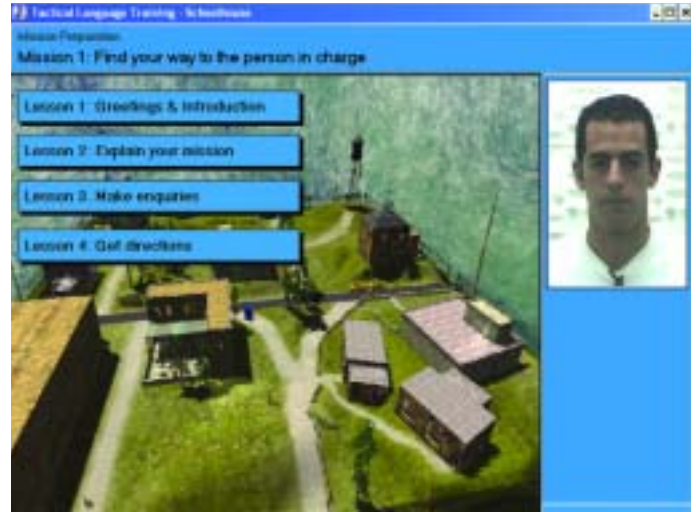 Tactical Language Training - Schoolhouse
Mission Preparation
Mission 1: Find your way to the person in charge
Lesson 1: Greetings & Introduction
Lesson 2: Explain your mission
Lesson 3: Make enquiries
Lesson 4: Get directions